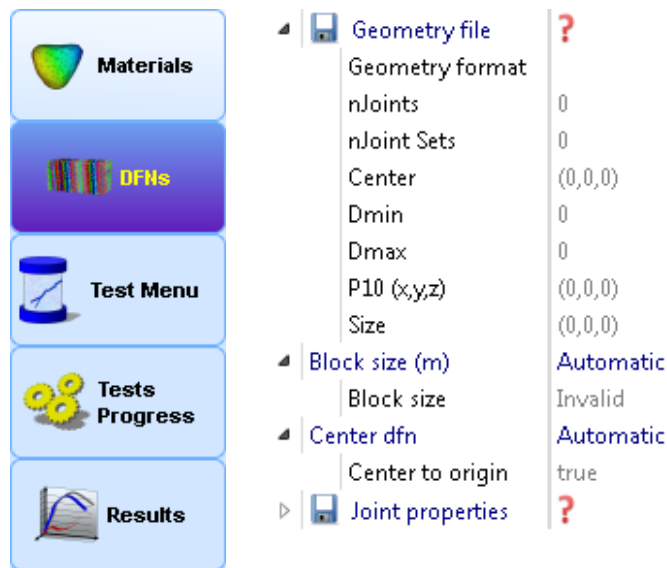 Materials
DFNs
Test Menu
Tests
Progress
Results
Geometry file ?
Geometry format
nJoints 0
nJoint Sets 0
Center (0,0,0)
Dmin 0
Dmax 0
P10 (x,y,z) (0,0,0)
Size (0,0,0)
Block size (m) Automatic
Block size Invalid
Center dfn Automatic
Center to origin true
Joint properties ?